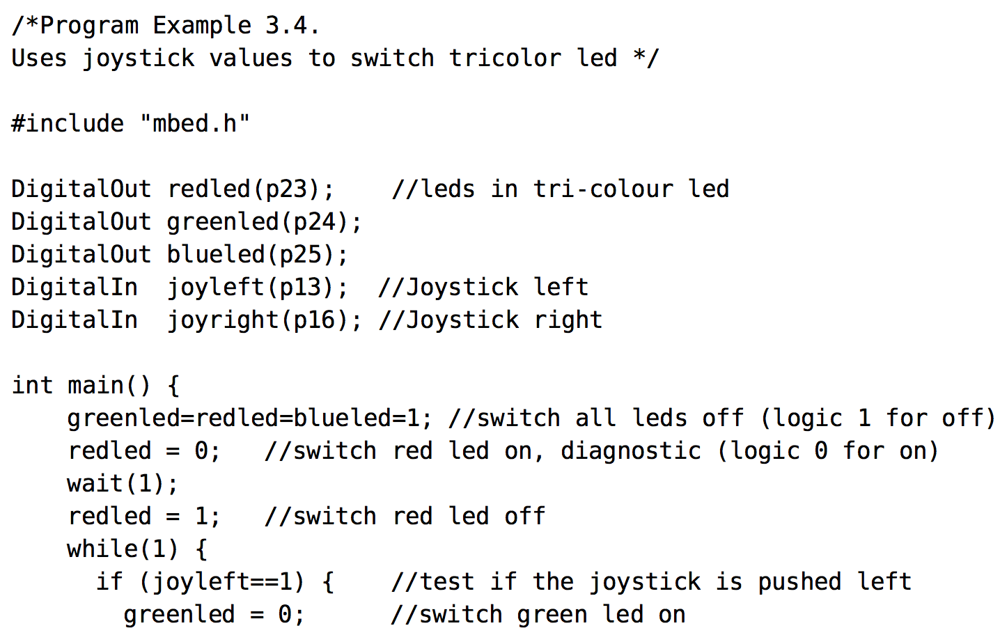 /*Program Example 3.4.
Uses joystick values to switch tricolor led */
#include "mbed.h"
DigitalOut redled(p23);    //leds in tri-colour led
DigitalOut greenled(p24);
DigitalOut blueled(p25);
DigitalIn  joyleft(p13);  //Joystick left
DigitalIn  joyright(p16); //Joystick right
int main() {
    greenled=redled=blueled=1; //switch all leds off (logic 1 for off)
    redled = 0;   //switch red led on, diagnostic (logic 0 for on)
    wait(1);
    redled = 1;   //switch red led off
    while(1) {
      if (joyleft==1) {    //test if the joystick is pushed left
        greenled = 0;      //switch green led on